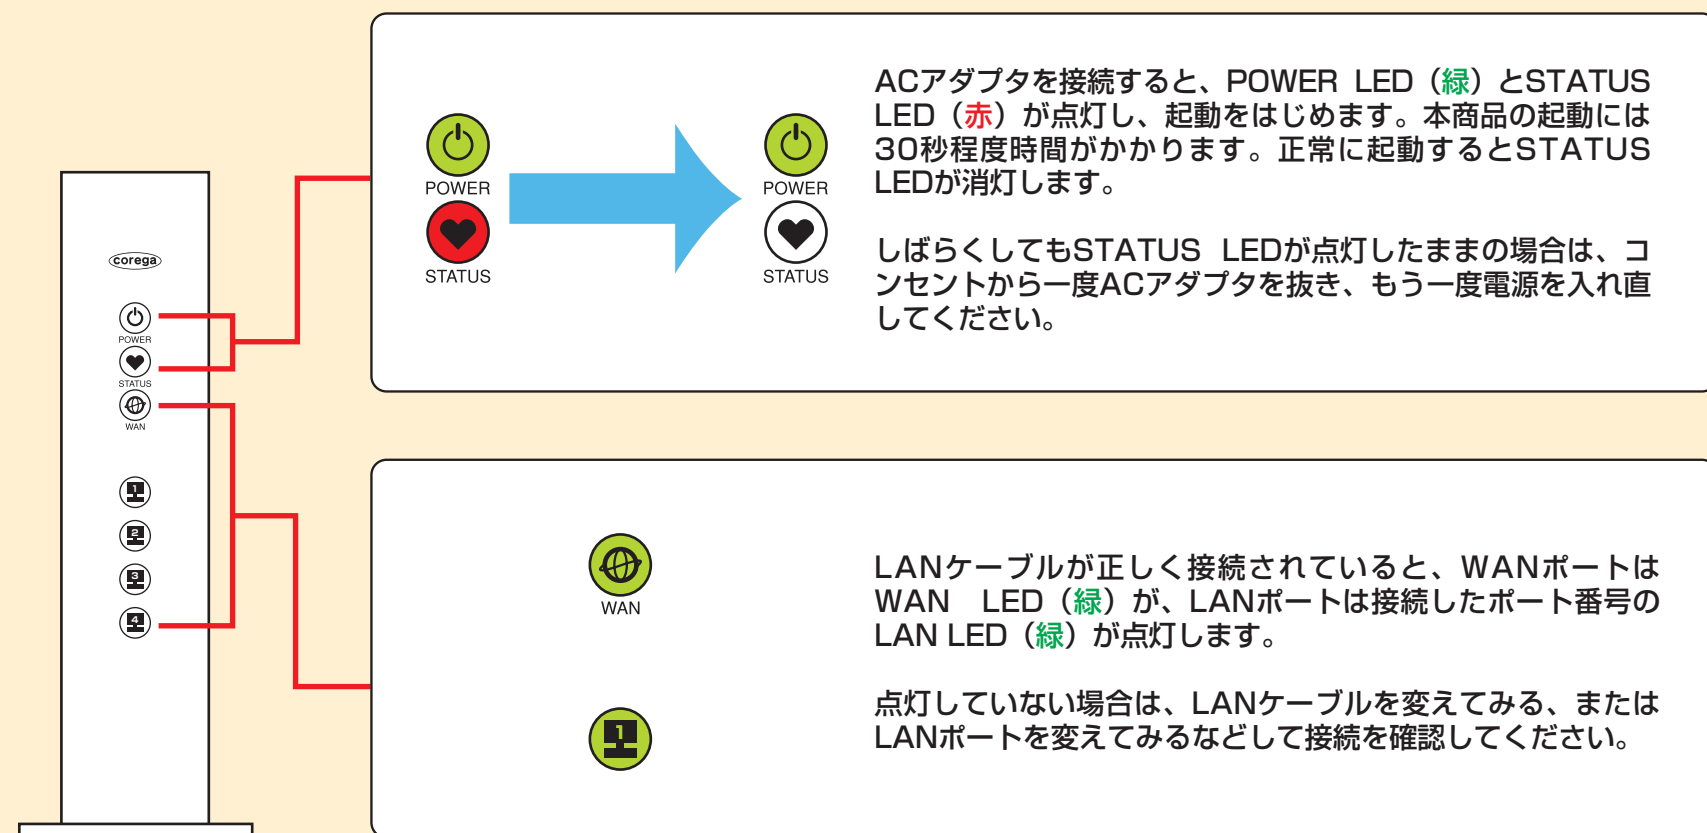 corega
POWER
STATUS
WAN
1
2
3
4
POWER
STATUS
POWER
STATUS
ACアダプタを接続すると、POWER LED（緑）とSTATUS
LED（赤）が点灯し、起動をはじめます。本商品の起動には
30秒程度時間がかかります。正常に起動するとSTATUS
LEDが消灯します。
しばらくしてもSTATUS LEDが点灯したままの場合は、コ
ンセントから一度ACアダプタを抜き、もう一度電源を入れ直
してください。
WAN
1
LANケーブルが正しく接続されていると、WANポートは
WAN LED（緑）が、LANポートは接続したポート番号の
LAN LED（緑）が点灯します。
点灯していない場合は、LANケーブルを変えてみる、または
LANポートを変えてみるなどして接続を確認してください。